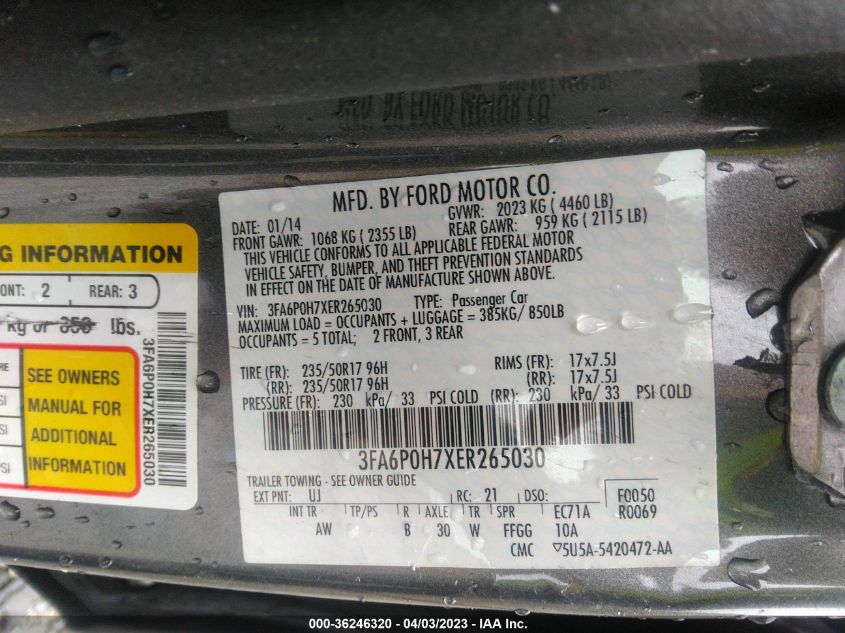 MFD. BY FORD MOTOR CO.
DATE: 01/14 GVWR: 2023 KG ( 4460 LB)
FRONT GAWR: 1068 KG ( 2355 LB) REAR GAWR: 959 KG ( 2115 LB)
THIS VEHICLE CONFORMS TO ALL APPLICABLE FEDERAL MOTOR
VEHICLE SAFETY, BUMPER, AND THEFT PREVENTION STANDARDS
IN EFFECT ON THE DATE OF MANUFACTURE SHOWN ABOVE.
VIN: 3FA6P0H7XER265030 TYPE: Passenger Car
MAXIMUM LOAD = OCCUPANTS + LUGGAGE = 385KG/ 850LB
OCCUPANTS = 5 TOTAL; 2 FRONT, 3 REAR
TIRE (FR): 235/50R17 96H RIMS (FR): 17x7.5J
(RR): 235/50R17 96H (RR): 17x7.5J
PRESSURE (FR): 230 kPa/ 33 PSI COLD (RR): 230 kPa/ 33 PSI COLD
3FA6P0H7XER265030
TRAILER TOWING - SEE OWNER GUIDE
EXT PNT: UJ RC: 21 DSO: F0050
INT TR TP/PS R AXLE TR SPR EC71A R0069
AW B 30 W FFGG 10A
CMC ▽5U5A-5420472-AA
G INFORMATION
ONT: 2 REAR: 3
kg or 350 lbs.
SEE OWNERS
MANUAL FOR
ADDITIONAL
INFORMATION
3FA6P0H7XER265030
000-36246320 - 04/03/2023 - IAA Inc.